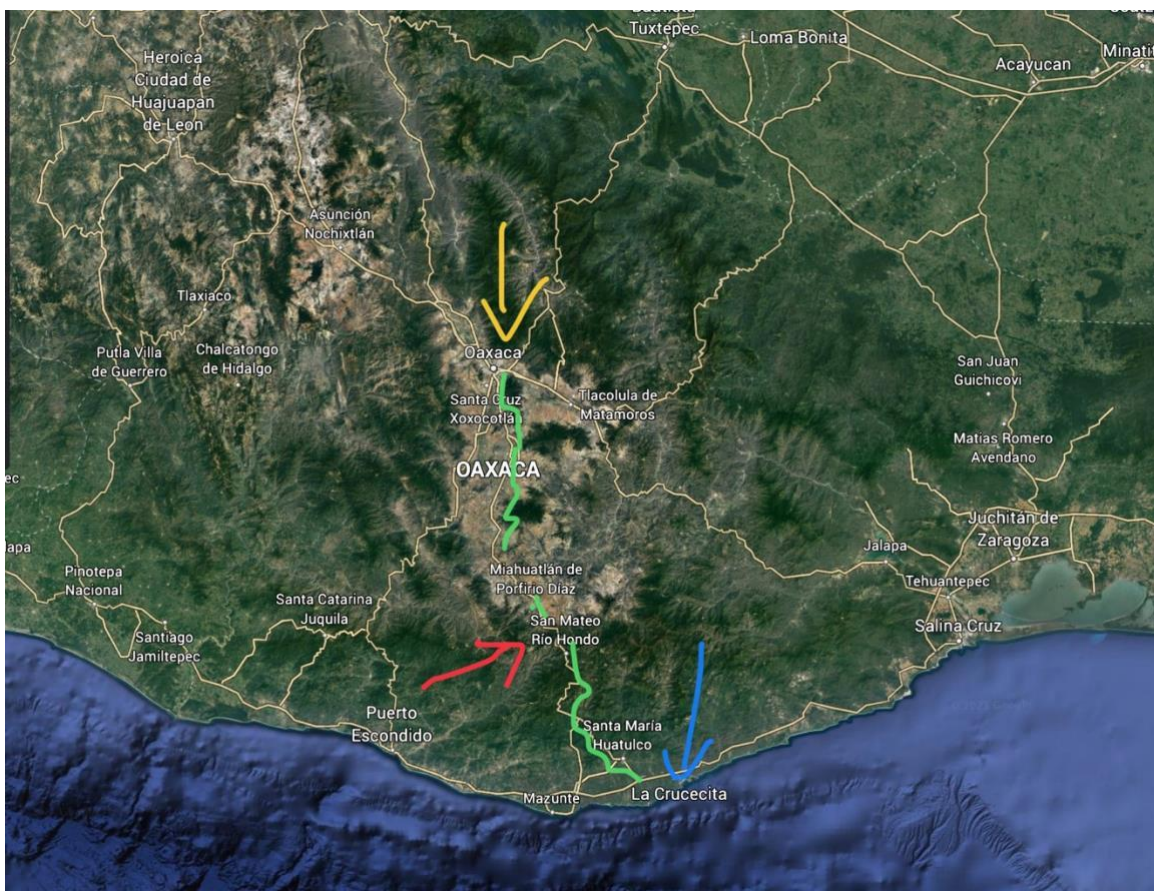 Tuxtepec
Loma Bonita
Minatit
Acayucan
Heroica
Ciudad de
Huajuapan
de Leon
Asunción
Nochixtlán
Tlaxiaco
Putla Villa
de Guerrero
Chalcatongo
de Hidalgo
Oaxaca
Santa Cruz
Xoxocotlán
Tlacolula de
Matamoros
San Juan
Guichicovi
Matias Romero
Avendano
OAXACA
ec
Juchitán de
Zaragoza
Jalapa
lapa
Tehuantepec
Pinotepa
Nacional
Miahuatlán de
Porfirio Díaz
Santa Catarina
Juquila
San Mateo
Río Hondo
Salina Cruz
Santiago
Jamiltepec
Puerto
Escondido
Santa María
Huatulco
Mazunte
La Crucecita